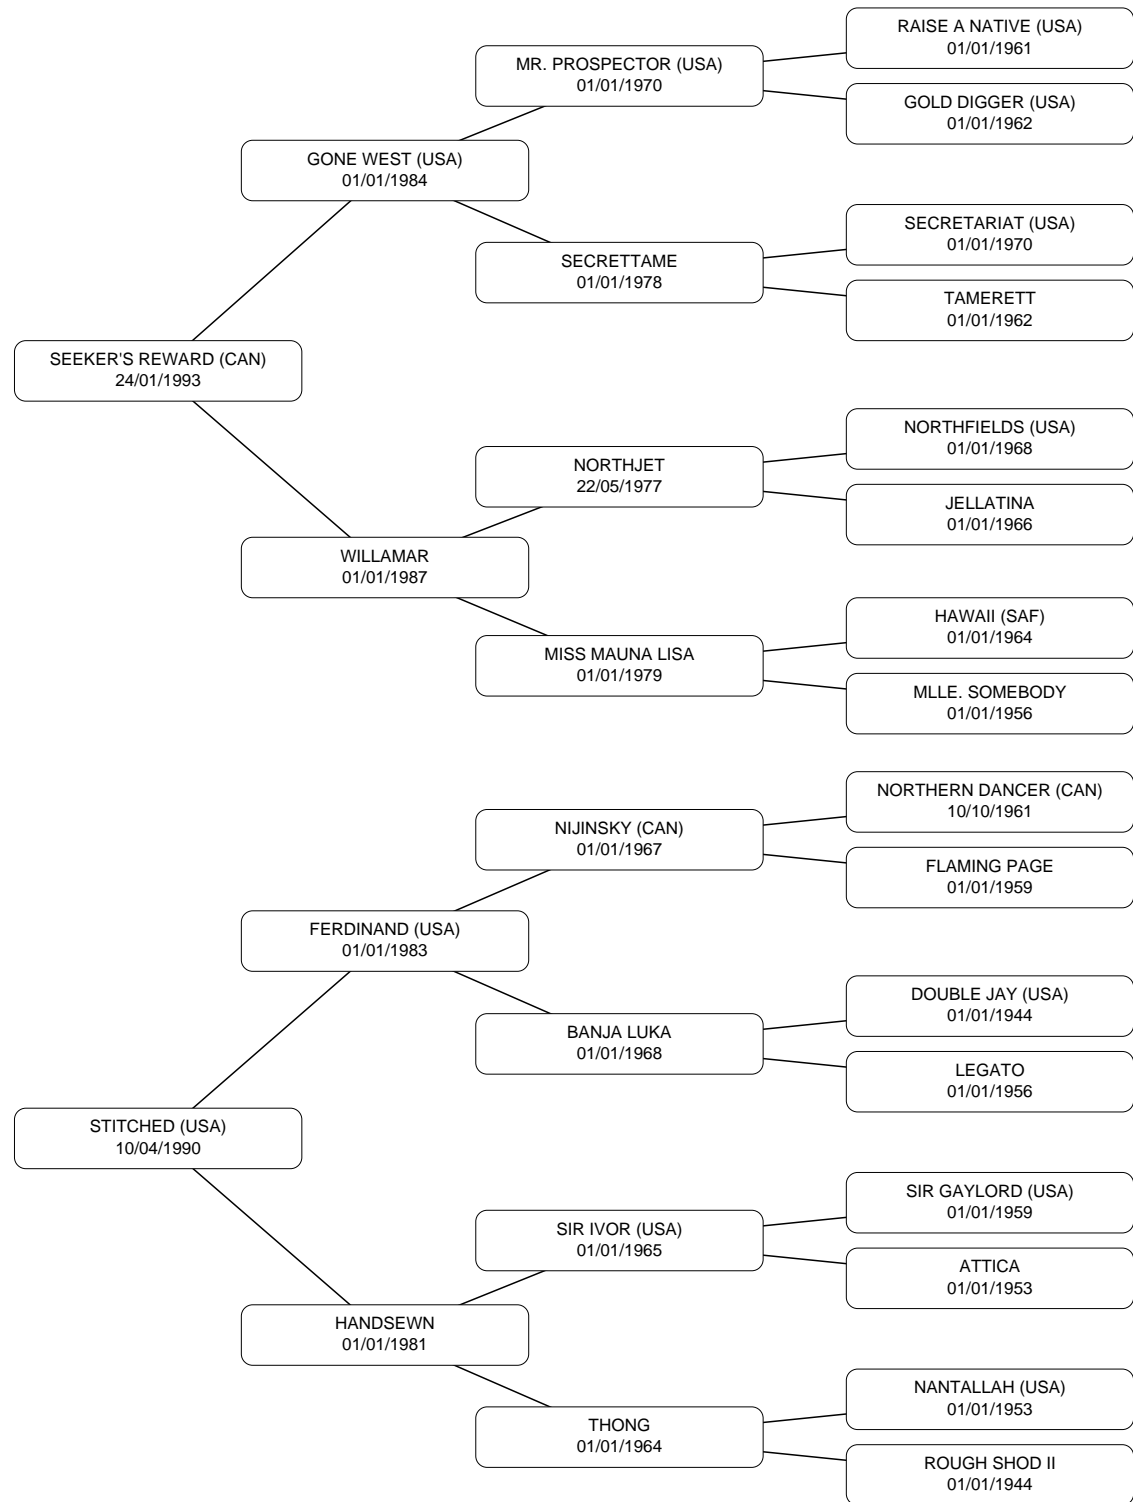 RAISE A NATIVE (USA)
01/01/1961
MR. PROSPECTOR (USA)
01/01/1970
GOLD DIGGER (USA)
01/01/1962
GONE WEST (USA)
01/01/1984
SECRETARIAT (USA)
01/01/1970
SECRETTAME
01/01/1978
TAMERETT
01/01/1962
SEEKER'S REWARD (CAN)
24/01/1993
NORTHFIELDS (USA)
01/01/1968
NORTHJET
22/05/1977
JELLATINA
01/01/1966
WILLAMAR
01/01/1987
HAWAII (SAF)
01/01/1964
MISS MAUNA LISA
01/01/1979
MLLE. SOMEBODY
01/01/1956
NORTHERN DANCER (CAN)
10/10/1961
NIJINSKY (CAN)
01/01/1967
FLAMING PAGE
01/01/1959
FERDINAND (USA)
01/01/1983
DOUBLE JAY (USA)
01/01/1944
BANJA LUKA
01/01/1968
LEGATO
01/01/1956
STITCHED (USA)
10/04/1990
SIR GAYLORD (USA)
01/01/1959
SIR IVOR (USA)
01/01/1965
ATTICA
01/01/1953
HANDSEWN
01/01/1981
NANTALLAH (USA)
01/01/1953
THONG
01/01/1964
ROUGH SHOD II
01/01/1944